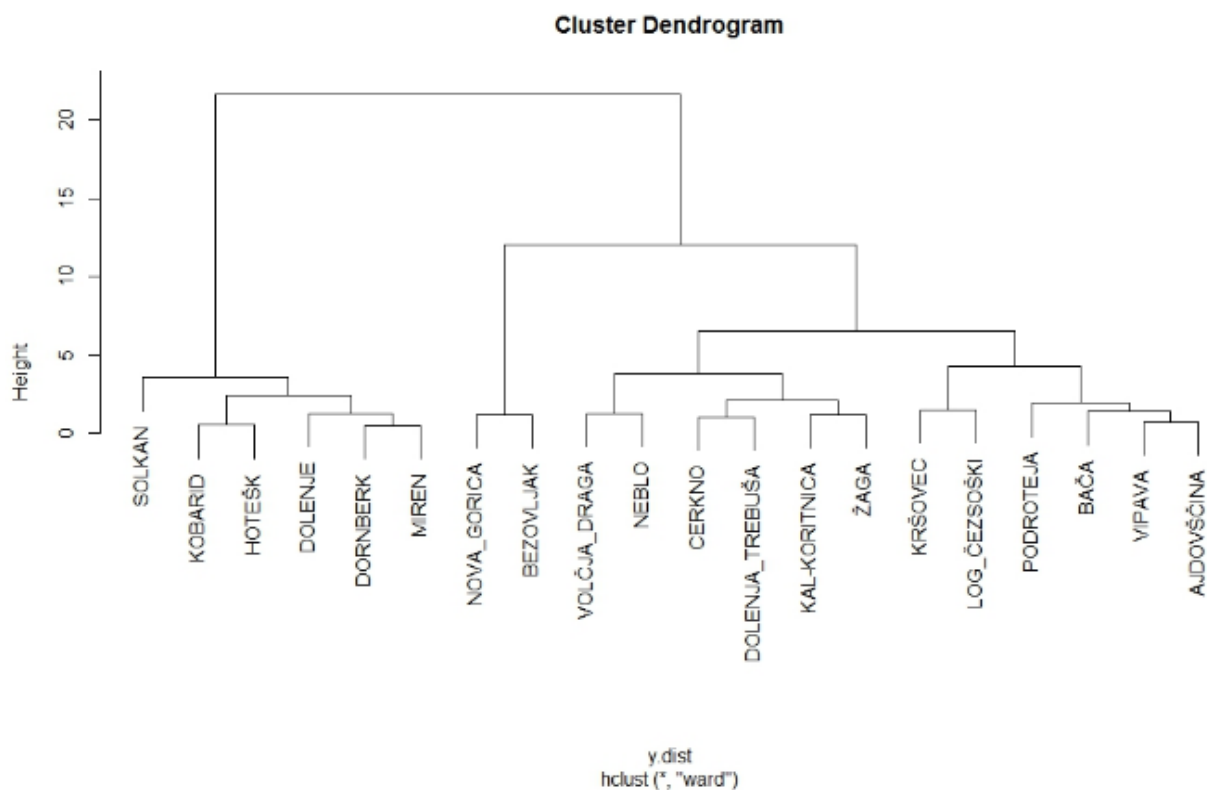 Cluster Dendrogram
Height
20
15
10
5
0
SOLKAN
KOBARID
HOTEŠK
DOLENJE
DORNBERK
MIREN
NOVA_GORICA
BEZOVLJAK
VOLČJA_DRAGA
NEBLO
CERKNO
DOLENJA_TREBUŠA
KAL-KORITNICA
ŽAGA
KRŠOVEC
LOG_ČEZSOŠKI
PODROTEJA
BAČA
VIPAVA
AJDOVŠČINA
y.dist
hclust (*, "ward")